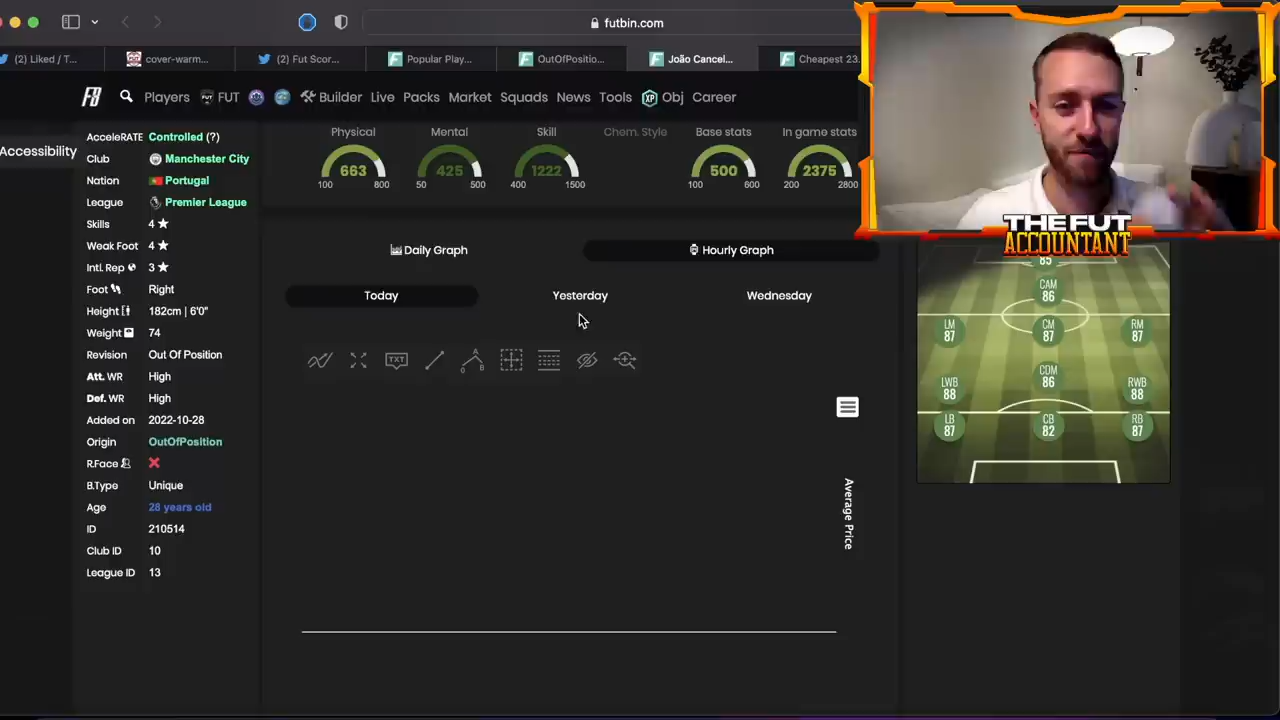 futbin.com
(2) Liked / T...
cover-warm...
(2) Fut Scor...
Popular Play...
OutOfPositio...
João Cancel...
Cheapest 23.
Players
FUT
Builder
Live
Packs
Market
Squads
News
Tools
XP Obj
Career
Accessibility
AcceleRATE Controlled (?)
Club Manchester City
Nation Portugal
League Premier League
Skills 4
Weak Foot 4
Intl. Rep 3
Foot Right
Height 182cm | 6'0"
Weight 74
Revision Out Of Position
Att. WR High
Def. WR High
Added on 2022-10-28
Origin OutOfPosition
R.Face
B.Type Unique
Age 28 years old
ID 210514
Club ID 10
League ID 13
Physical
663
100 800
Mental
425
50 500
Skill
1222
400 1500
Chem. Style
Base stats
500
100 600
In game stats
2375
200 2800
Daily Graph
Hourly Graph
Today
Yesterday
Wednesday
TXT
Average Price
THE FUT
ACCOUNTANT
85
CAM
86
LM
87
CM
87
RM
87
CDM
86
LWB
88
RWB
88
LB
87
CB
82
RB
87